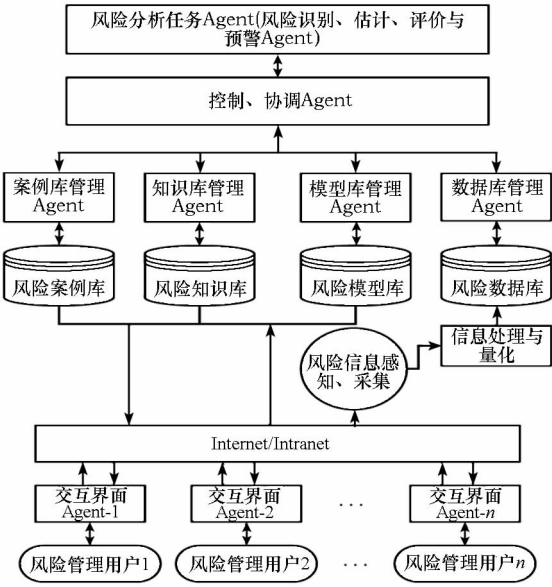 风险分析任务Agent(风险识别、估计、评价与
预警Agent)
控制、协调Agent
案例库管理
Agent
知识库管理
Agent
模型库管理
Agent
数据库管理
Agent
风险案例库
风险知识库
风险模型库
风险数据库
信息处理与
量化
风险信息感
知、采集
Internet/Intranet
交互界面
Agent-1
交互界面
Agent-2
···
交互界面
Agent-n
风险管理用户1
风险管理用户2
···
风险管理用户n